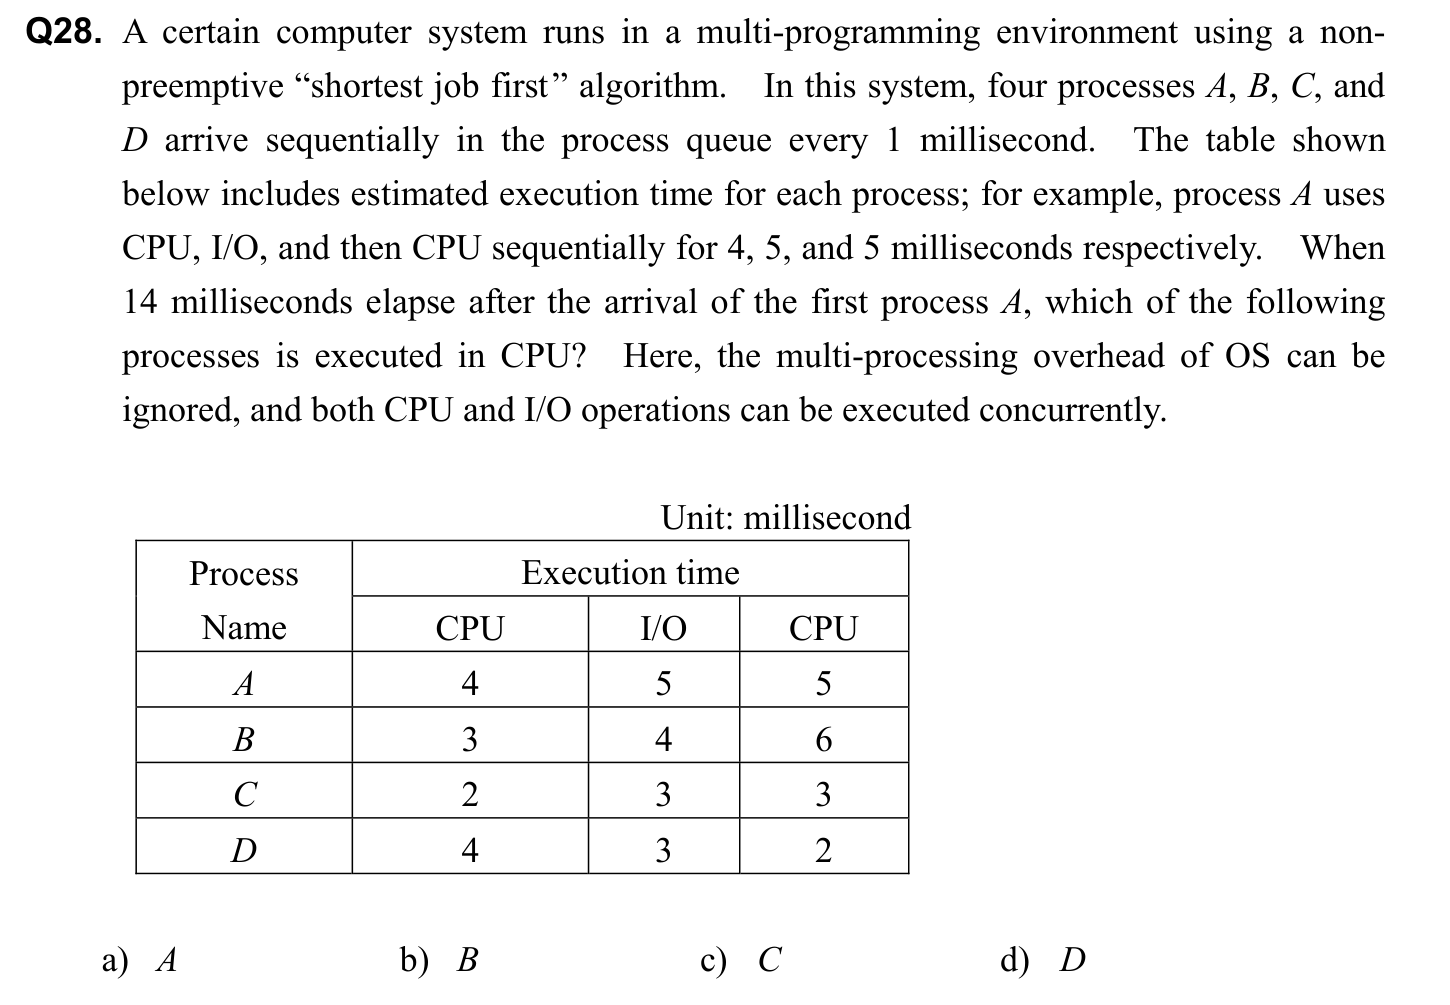 Q28. A certain computer system runs in a multi-programming environment using a non-
preemptive “shortest job first” algorithm. In this system, four processes A, B, C, and
D arrive sequentially in the process queue every 1 millisecond. The table shown
below includes estimated execution time for each process; for example, process A uses
CPU, I/O, and then CPU sequentially for 4, 5, and 5 milliseconds respectively. When
14 milliseconds elapse after the arrival of the first process A, which of the following
processes is executed in CPU? Here, the multi-processing overhead of OS can be
ignored, and both CPU and I/O operations can be executed concurrently.
Unit: millisecond
Process Execution time
Name CPU I/O CPU
A 4 5 5
B 3 4 6
C 2 3 3
D 4 3 2
a) A b) B c) C d) D